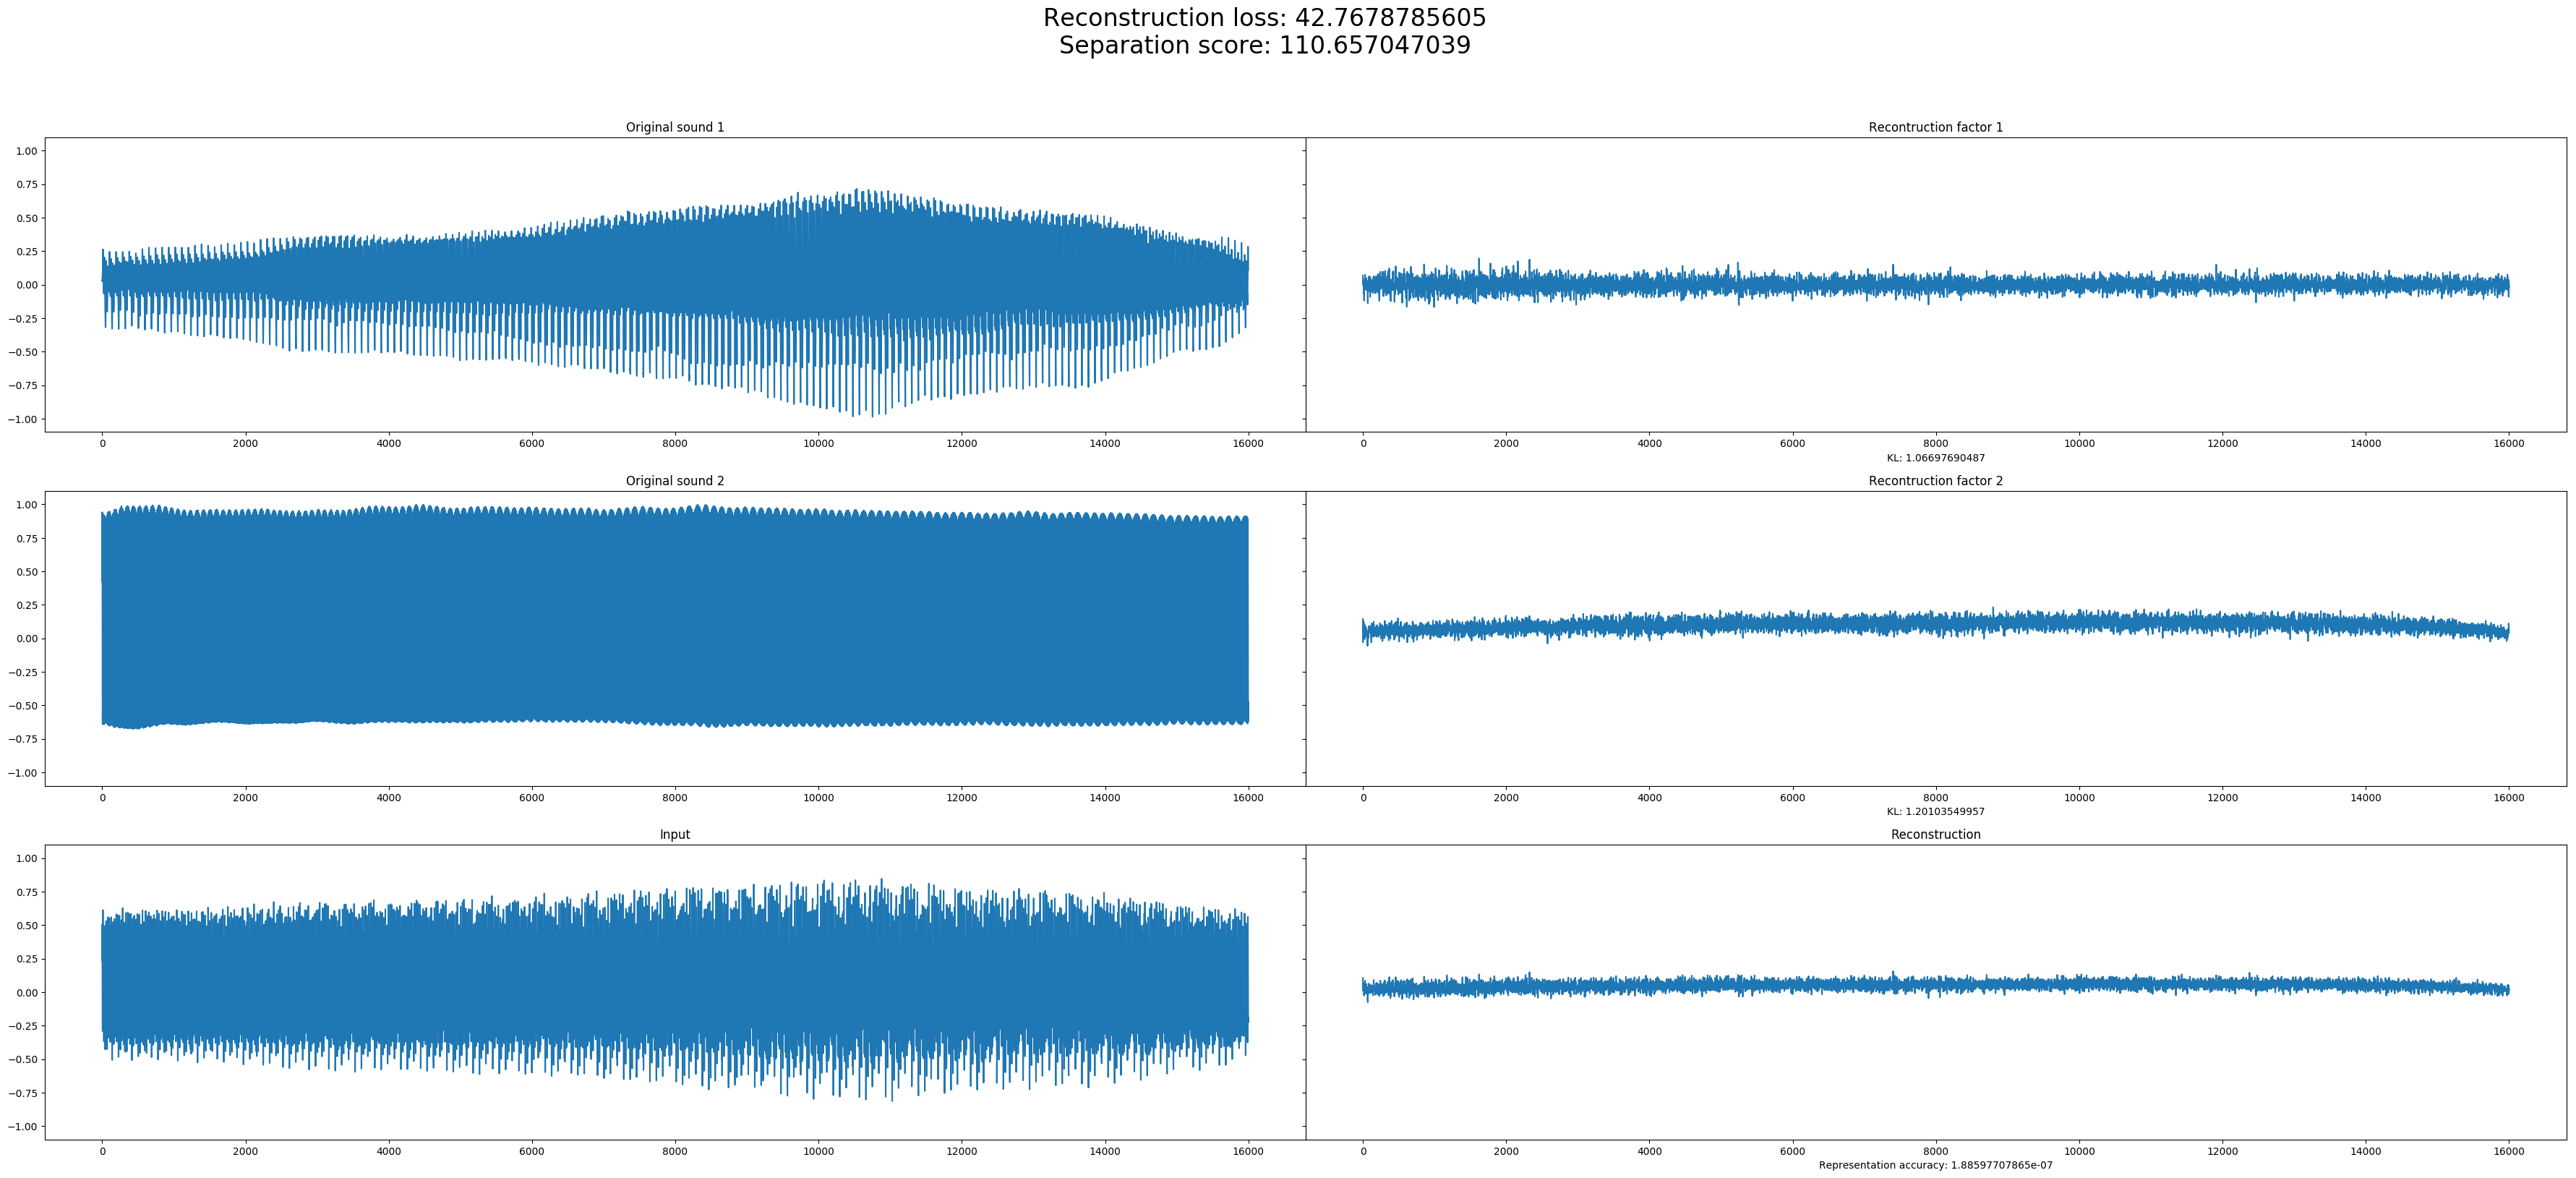 Reconstruction loss: 42.7678785605
Separation score: 110.657047039
Original sound 1
Recontruction factor 1
1.00
0.75
0.50
0.25
0.00
−0.25
−0.50
−0.75
−1.00
0 2000 4000 6000 8000 10000 12000 14000 16000
0 2000 4000 6000 8000 10000 12000 14000 16000
KL: 1.06697690487
Original sound 2
Recontruction factor 2
1.00
0.75
0.50
0.25
0.00
−0.25
−0.50
−0.75
−1.00
0 2000 4000 6000 8000 10000 12000 14000 16000
0 2000 4000 6000 8000 10000 12000 14000 16000
KL: 1.20103549957
Input
Reconstruction
1.00
0.75
0.50
0.25
0.00
−0.25
−0.50
−0.75
−1.00
0 2000 4000 6000 8000 10000 12000 14000 16000
0 2000 4000 6000 8000 10000 12000 14000 16000
Representation accuracy: 1.88597707865e-07